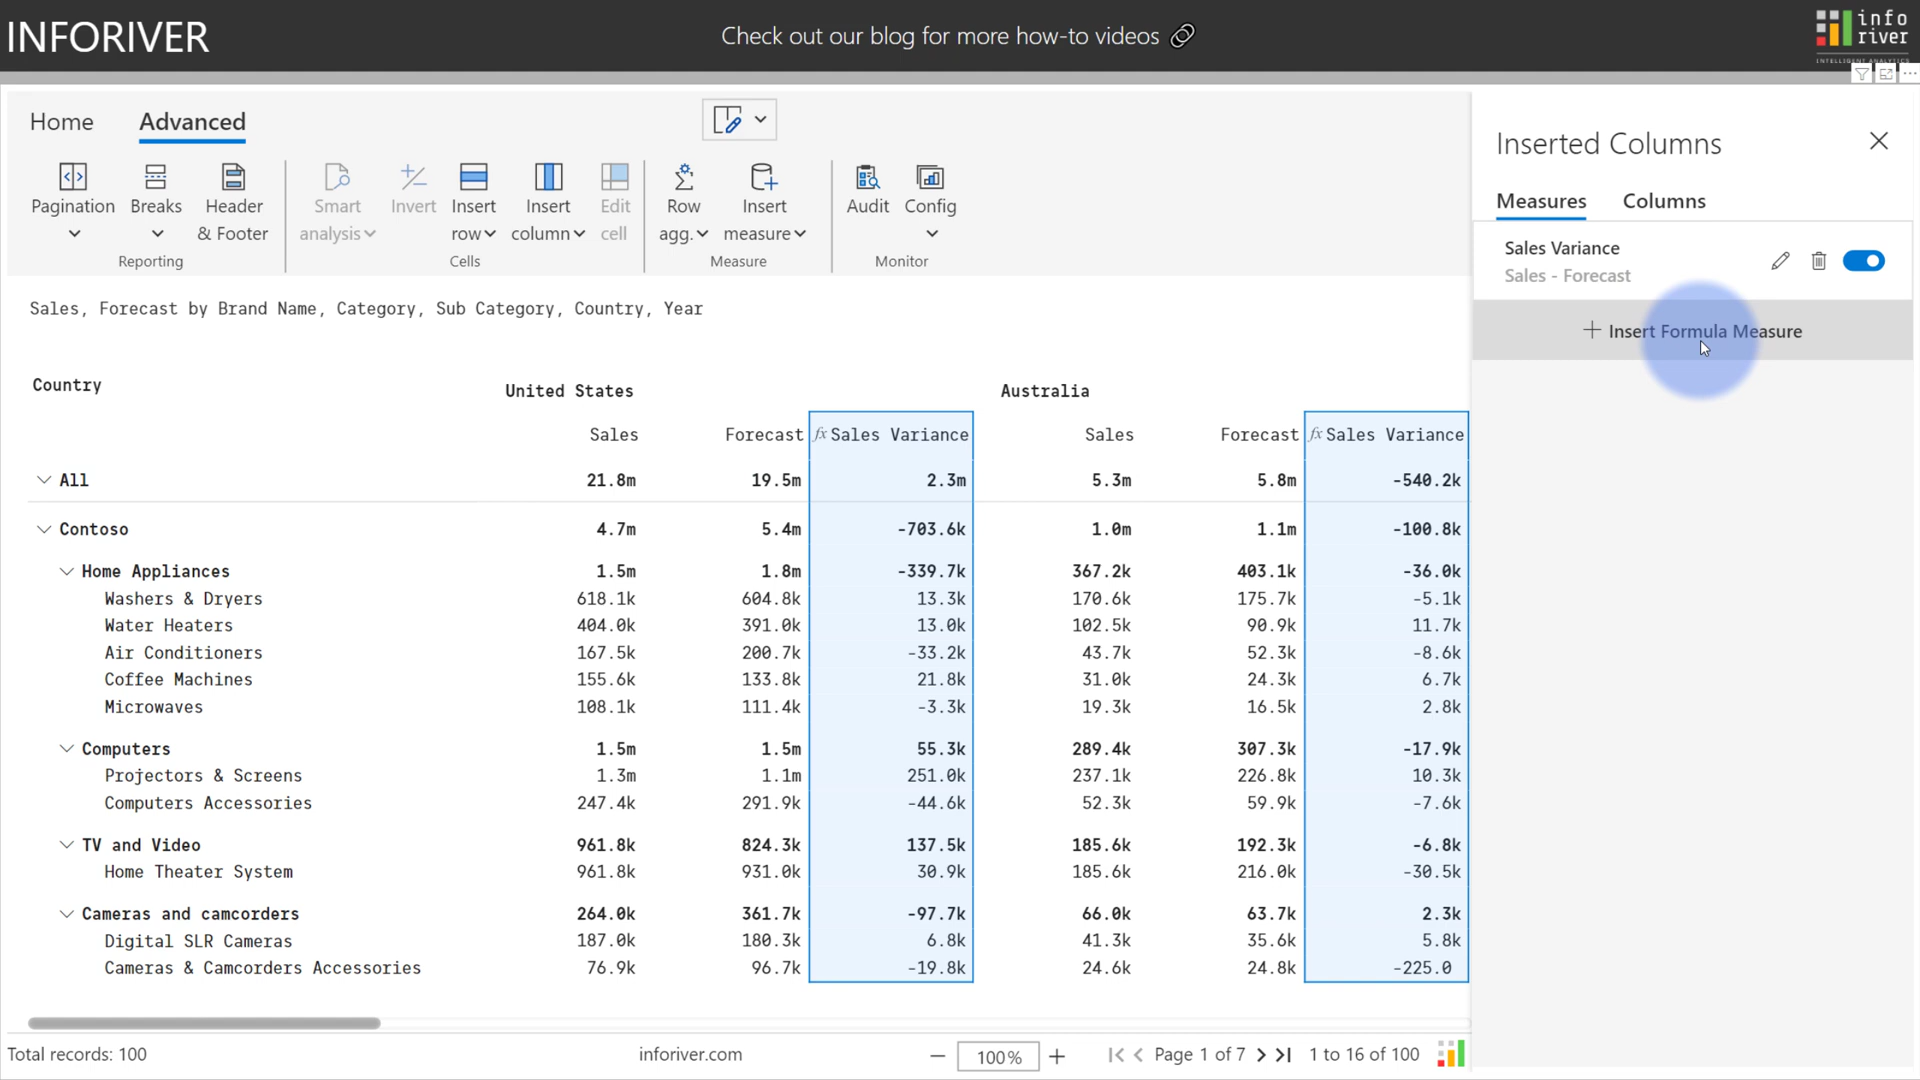 INFORIVER
Check out our blog for more how-to videos
info
river
INTELLIGENT ANALYTICS
Home Advanced
Pagination Breaks Header & Footer Smart analysis Invert Insert row Insert column Edit cell Row agg. Insert measure Audit Config
Reporting Cells Measure Monitor
Inserted Columns
Measures Columns
Sales Variance
Sales - Forecast
+ Insert Formula Measure
Sales, Forecast by Brand Name, Category, Sub Category, Country, Year
Country United States Australia
Sales Forecast fx Sales Variance Sales Forecast fx Sales Variance
All 21.8m 19.5m 2.3m 5.3m 5.8m -540.2k
Contoso 4.7m 5.4m -703.6k 1.0m 1.1m -100.8k
Home Appliances 1.5m 1.8m -339.7k 367.2k 403.1k -36.0k
Washers & Dryers 618.1k 604.8k 13.3k 170.6k 175.7k -5.1k
Water Heaters 404.0k 391.0k 13.0k 102.5k 90.9k 11.7k
Air Conditioners 167.5k 200.7k -33.2k 43.7k 52.3k -8.6k
Coffee Machines 155.6k 133.8k 21.8k 31.0k 24.3k 6.7k
Microwaves 108.1k 111.4k -3.3k 19.3k 16.5k 2.8k
Computers 1.5m 1.5m 55.3k 289.4k 307.3k -17.9k
Projectors & Screens 1.3m 1.1m 251.0k 237.1k 226.8k 10.3k
Computers Accessories 247.4k 291.9k -44.6k 52.3k 59.9k -7.6k
TV and Video 961.8k 824.3k 137.5k 185.6k 192.3k -6.8k
Home Theater System 961.8k 931.0k 30.9k 185.6k 216.0k -30.5k
Cameras and camcorders 264.0k 361.7k -97.7k 66.0k 63.7k 2.3k
Digital SLR Cameras 187.0k 180.3k 6.8k 41.3k 35.6k 5.8k
Cameras & Camcorders Accessories 76.9k 96.7k -19.8k 24.6k 24.8k -225.0
Total records: 100 inforiver.com − 100% + Page 1 of 7 1 to 16 of 100